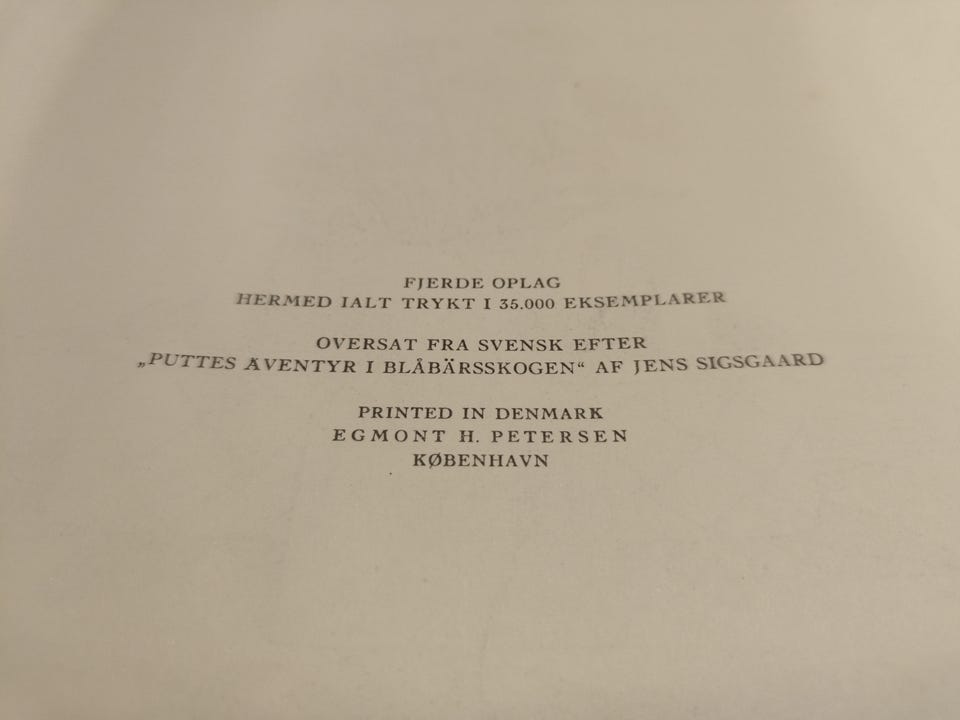 FJERDE OPLAG
HERMED IALT TRYKT I 35.000 EKSEMPLARER
OVERSAT FRA SVENSK EFTER
„PUTTES ÄVENTYR I BLÅBÄRSSKOGEN“ AF JENS SIGSGAARD
PRINTED IN DENMARK
EGMONT H. PETERSEN
KØBENHAVN